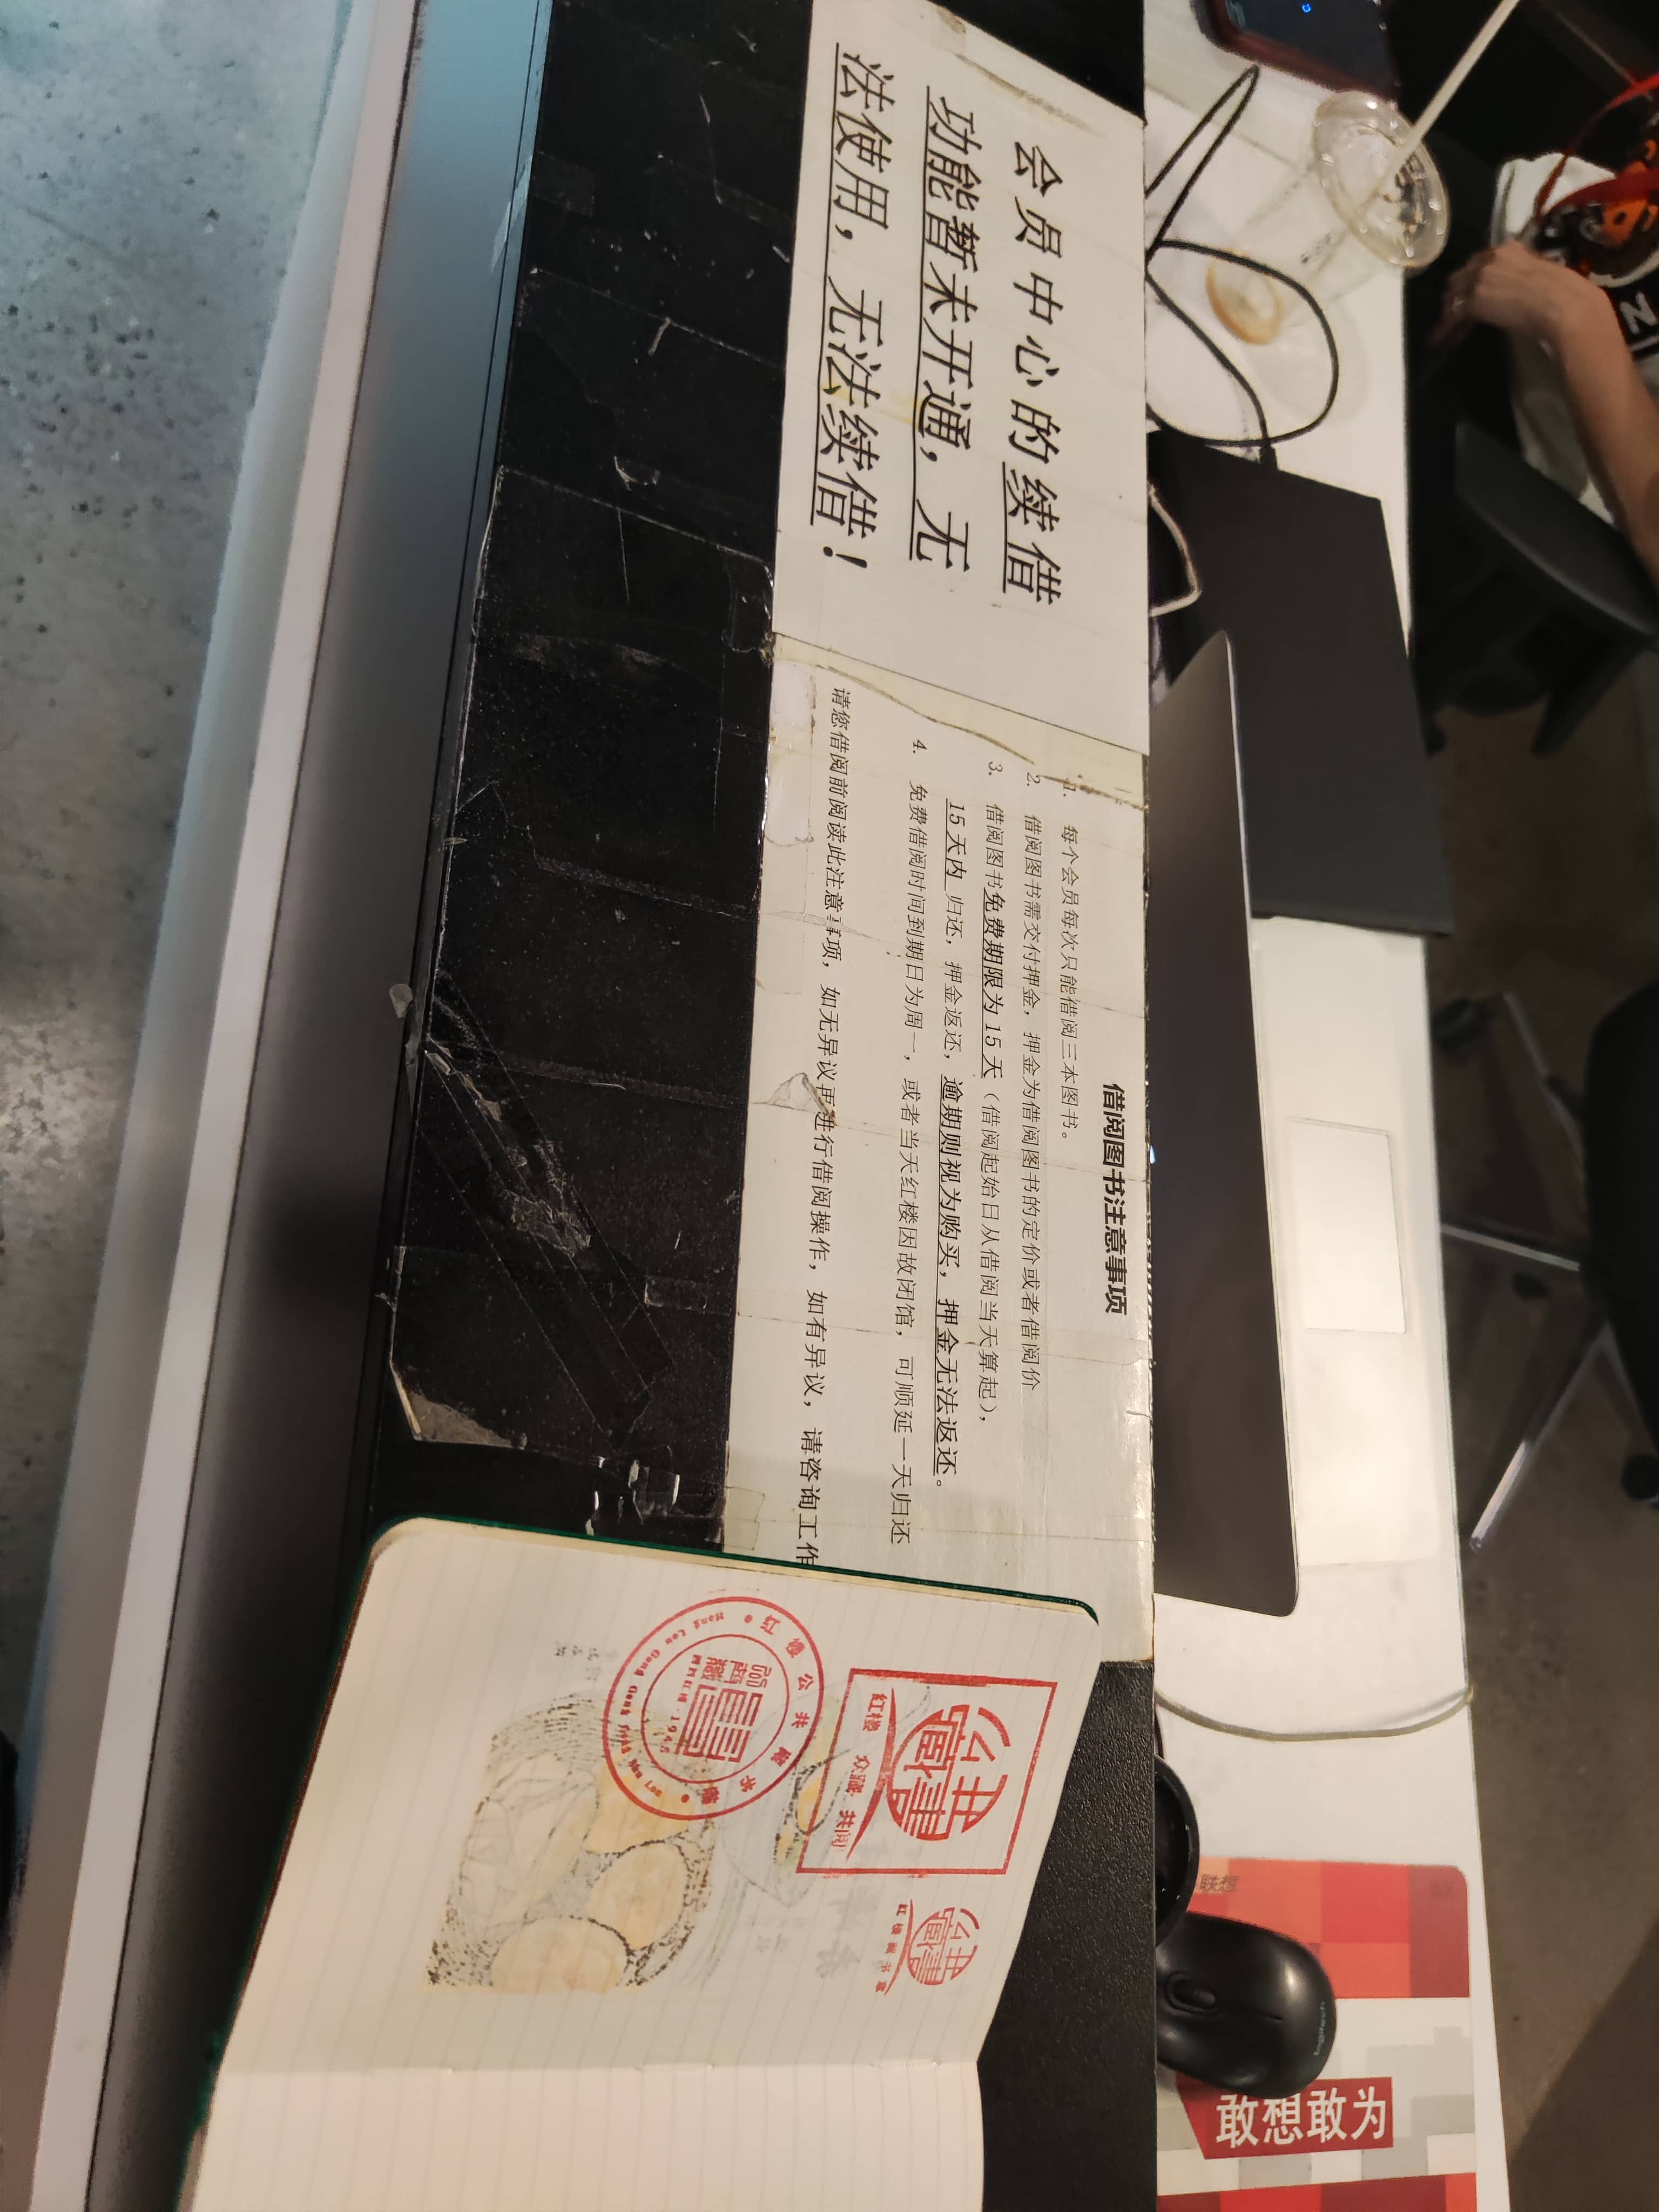 敢想敢为
logitech
会员中心的续借
功能暂未开通，无
法使用，无法续借！
借阅图书注意事项
1. 每个会员每次只能借阅三本图书。
2. 借阅图书需交付押金，押金为借阅图书的定价或者借阅价
3. 借阅图书免费期限为 15 天（借阅起始日从借阅当天算起），
15 天内 归还，押金返还，逾期则视为购买，押金无法返还。
4. 免费借阅时间到期日为周一，或者当天红楼因故闭馆，可顺延一天归还
请您借阅前阅读此注意事项，如无异议再进行借阅操作，如有异议，请咨询工作
公共藏書
紅楼 众藏 共阅
公共藏書
紅楼藏书票
红楼公共藏书楼
西四红楼·1945
Hong Lou Gong Gong Cang Shu Lou